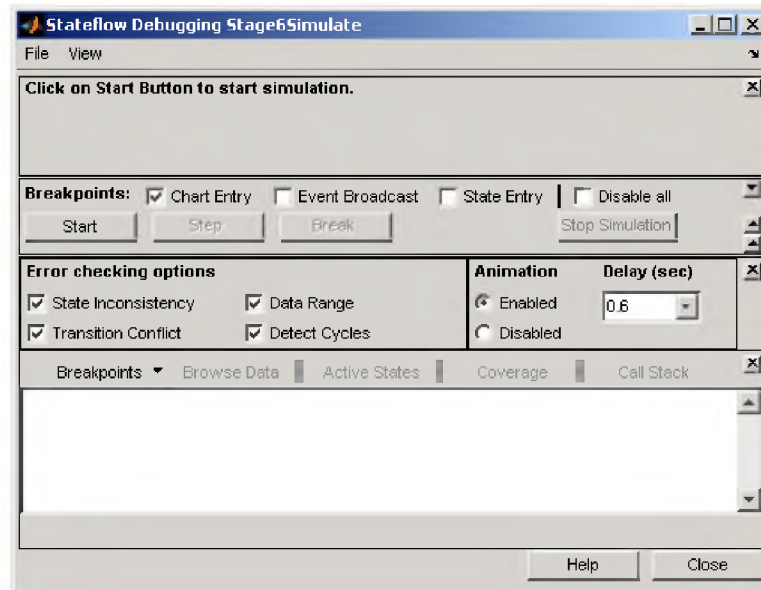 Stateflow Debugging Stage6Simulate
File View
Click on Start Button to start simulation.
Breakpoints: Chart Entry Event Broadcast State Entry Disable all
Start Step Break Stop Simulation
Error checking options Animation Delay (sec)
State Inconsistency Data Range Enabled 0.6
Transition Conflict Detect Cycles Disabled
Breakpoints Browse Data Active States Coverage Call Stack
Help Close